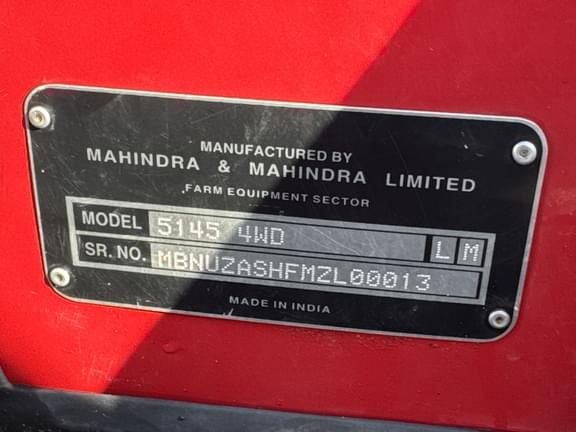 MANUFACTURED BY
MAHINDRA & MAHINDRA LIMITED
FARM EQUIPMENT SECTOR
MODEL 5145 4WD L M
SR. NO. MBNUZASHFMZL00013
MADE IN INDIA